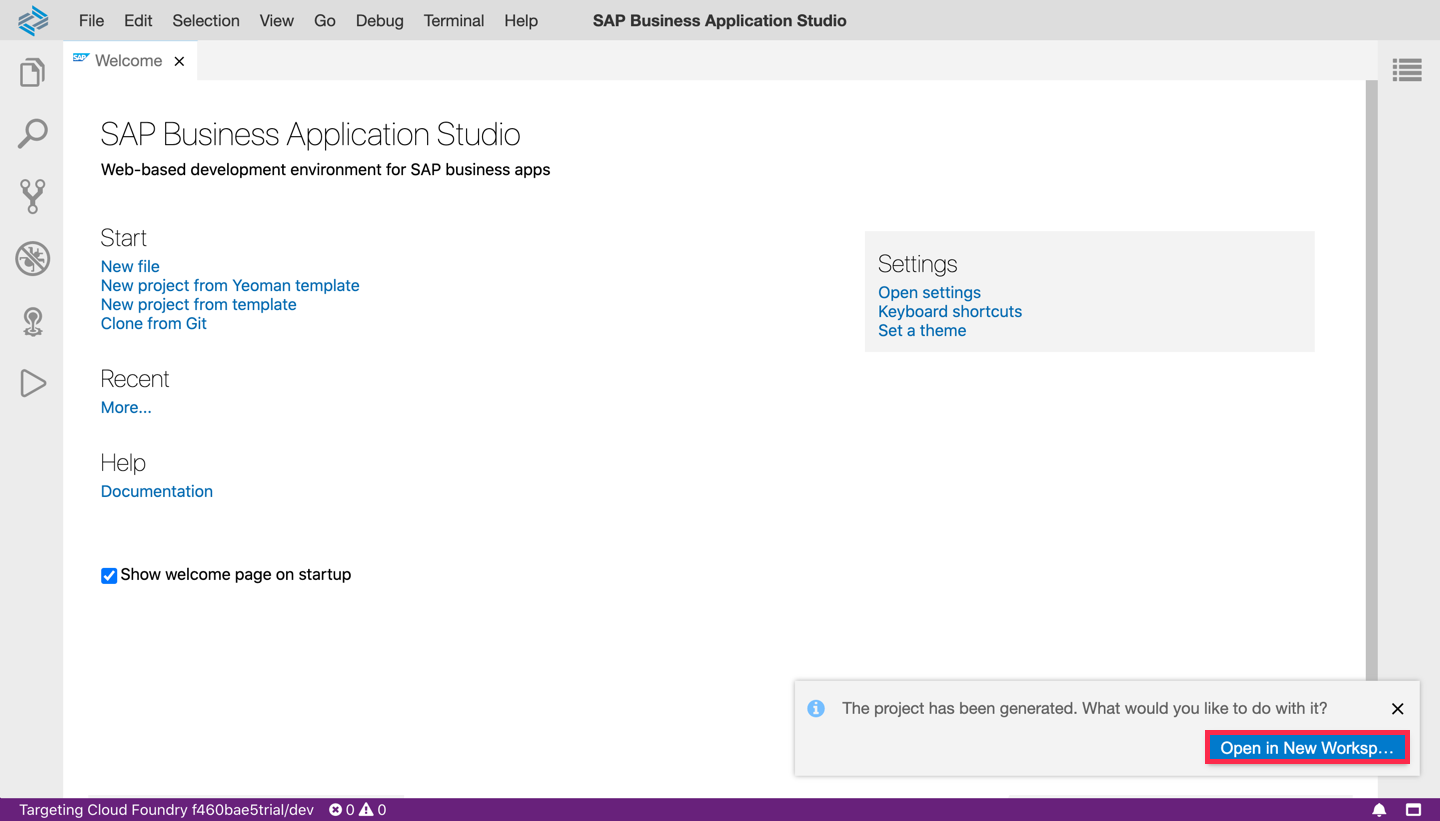 File Edit Selection View Go Debug Terminal Help SAP Business Application Studio
SAP Welcome
SAP Business Application Studio
Web-based development environment for SAP business apps
Start
New file
New project from Yeoman template
New project from template
Clone from Git
Recent
More...
Help
Documentation
Show welcome page on startup
Settings
Open settings
Keyboard shortcuts
Set a theme
The project has been generated. What would you like to do with it?
Open in New Worksp...
Targeting Cloud Foundry f460bae5trial/dev 0 0